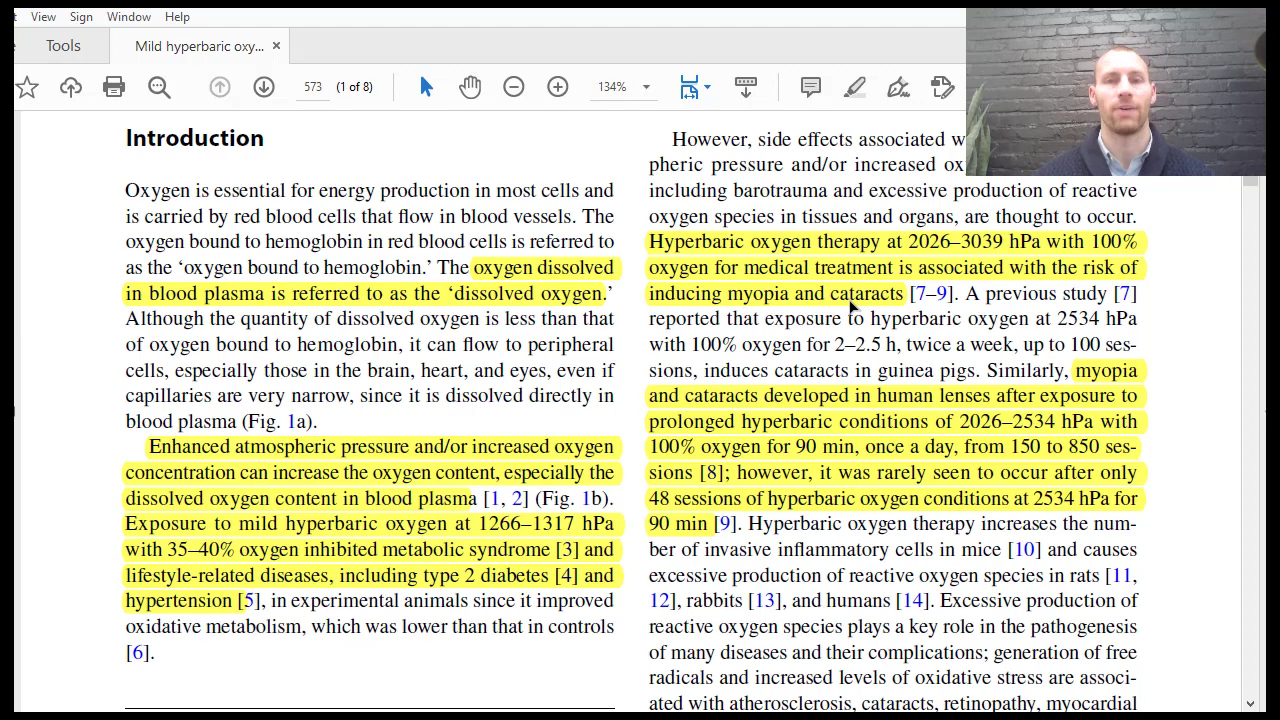 View Sign Window Help
Tools Mild hyperbaric oxy... ×
573 (1 of 8) 134%
Introduction
Oxygen is essential for energy production in most cells and
is carried by red blood cells that flow in blood vessels. The
oxygen bound to hemoglobin in red blood cells is referred to
as the ‘oxygen bound to hemoglobin.’ The oxygen dissolved
in blood plasma is referred to as the ‘dissolved oxygen.’
Although the quantity of dissolved oxygen is less than that
of oxygen bound to hemoglobin, it can flow to peripheral
cells, especially those in the brain, heart, and eyes, even if
capillaries are very narrow, since it is dissolved directly in
blood plasma (Fig. 1a).
Enhanced atmospheric pressure and/or increased oxygen
concentration can increase the oxygen content, especially the
dissolved oxygen content in blood plasma [1, 2] (Fig. 1b).
Exposure to mild hyperbaric oxygen at 1266–1317 hPa
with 35–40% oxygen inhibited metabolic syndrome [3] and
lifestyle-related diseases, including type 2 diabetes [4] and
hypertension [5], in experimental animals since it improved
oxidative metabolism, which was lower than that in controls
[6].
However, side effects associated w
pheric pressure and/or increased ox
including barotrauma and excessive production of reactive
oxygen species in tissues and organs, are thought to occur.
Hyperbaric oxygen therapy at 2026–3039 hPa with 100%
oxygen for medical treatment is associated with the risk of
inducing myopia and cataracts [7–9]. A previous study [7]
reported that exposure to hyperbaric oxygen at 2534 hPa
with 100% oxygen for 2–2.5 h, twice a week, up to 100 ses-
sions, induces cataracts in guinea pigs. Similarly, myopia
and cataracts developed in human lenses after exposure to
prolonged hyperbaric conditions of 2026–2534 hPa with
100% oxygen for 90 min, once a day, from 150 to 850 ses-
sions [8]; however, it was rarely seen to occur after only
48 sessions of hyperbaric oxygen conditions at 2534 hPa for
90 min [9]. Hyperbaric oxygen therapy increases the num-
ber of invasive inflammatory cells in mice [10] and causes
excessive production of reactive oxygen species in rats [11,
12], rabbits [13], and humans [14]. Excessive production of
reactive oxygen species plays a key role in the pathogenesis
of many diseases and their complications; generation of free
radicals and increased levels of oxidative stress are associ-
ated with atherosclerosis, cataracts, retinopathy, myocardial